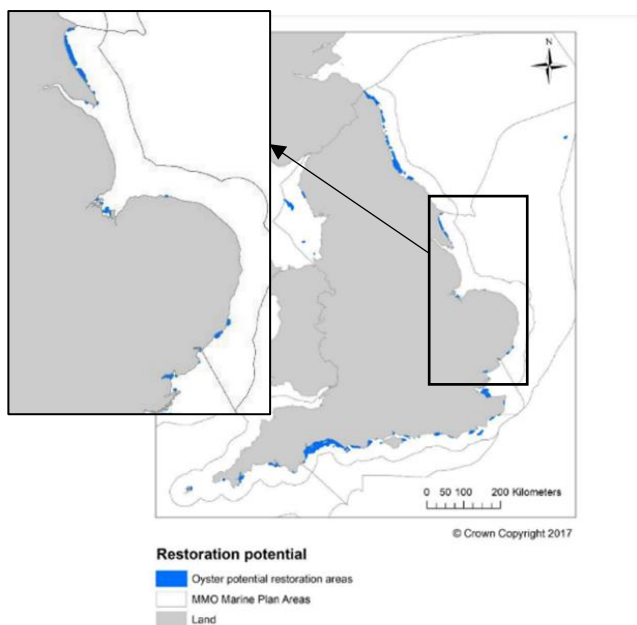 N
0 50 100 200 Kilometers
© Crown Copyright 2017
Restoration potential
Oyster potential restoration areas
MMO Marine Plan Areas
Land